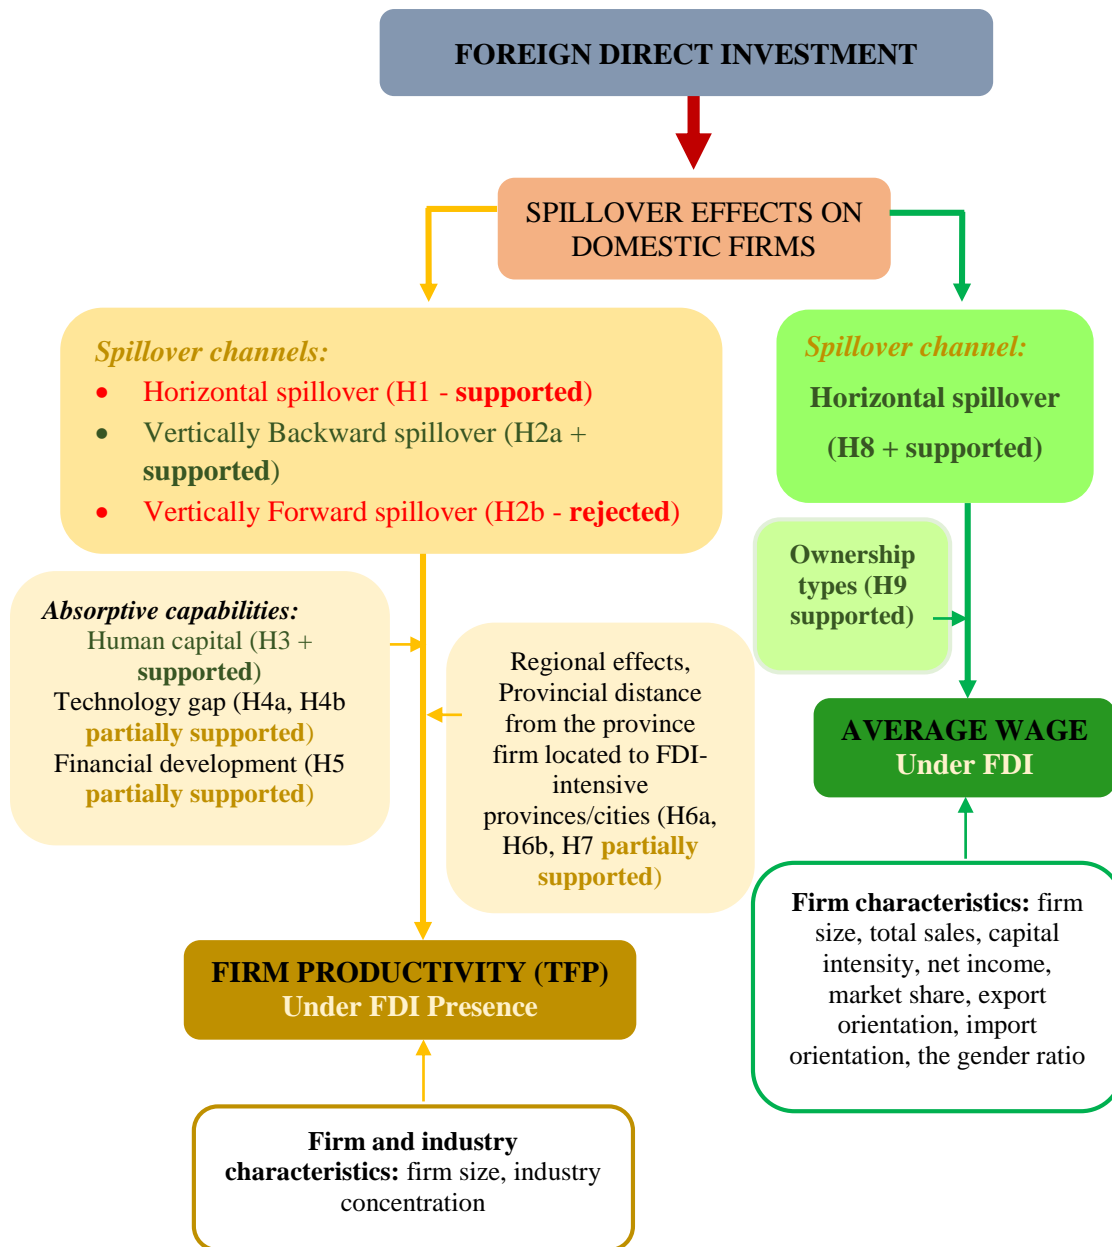 FOREIGN DIRECT INVESTMENT
SPILLOVER EFFECTS ON
DOMESTIC FIRMS
Spillover channels:
• Horizontal spillover (H1 - supported)
• Vertically Backward spillover (H2a +
supported)
• Vertically Forward spillover (H2b - rejected)
Spillover channel:
Horizontal spillover
(H8 + supported)
Ownership
types (H9
supported)
Absorptive capabilities:
Human capital (H3 +
supported)
Technology gap (H4a, H4b
partially supported)
Financial development (H5
partially supported)
Regional effects,
Provincial distance
from the province
firm located to FDI-
intensive
provinces/cities (H6a,
H6b, H7 partially
supported)
AVERAGE WAGE
Under FDI
FIRM PRODUCTIVITY (TFP)
Under FDI Presence
Firm characteristics: firm
size, total sales, capital
intensity, net income,
market share, export
orientation, import
orientation, the gender ratio
Firm and industry
characteristics: firm size, industry
concentration